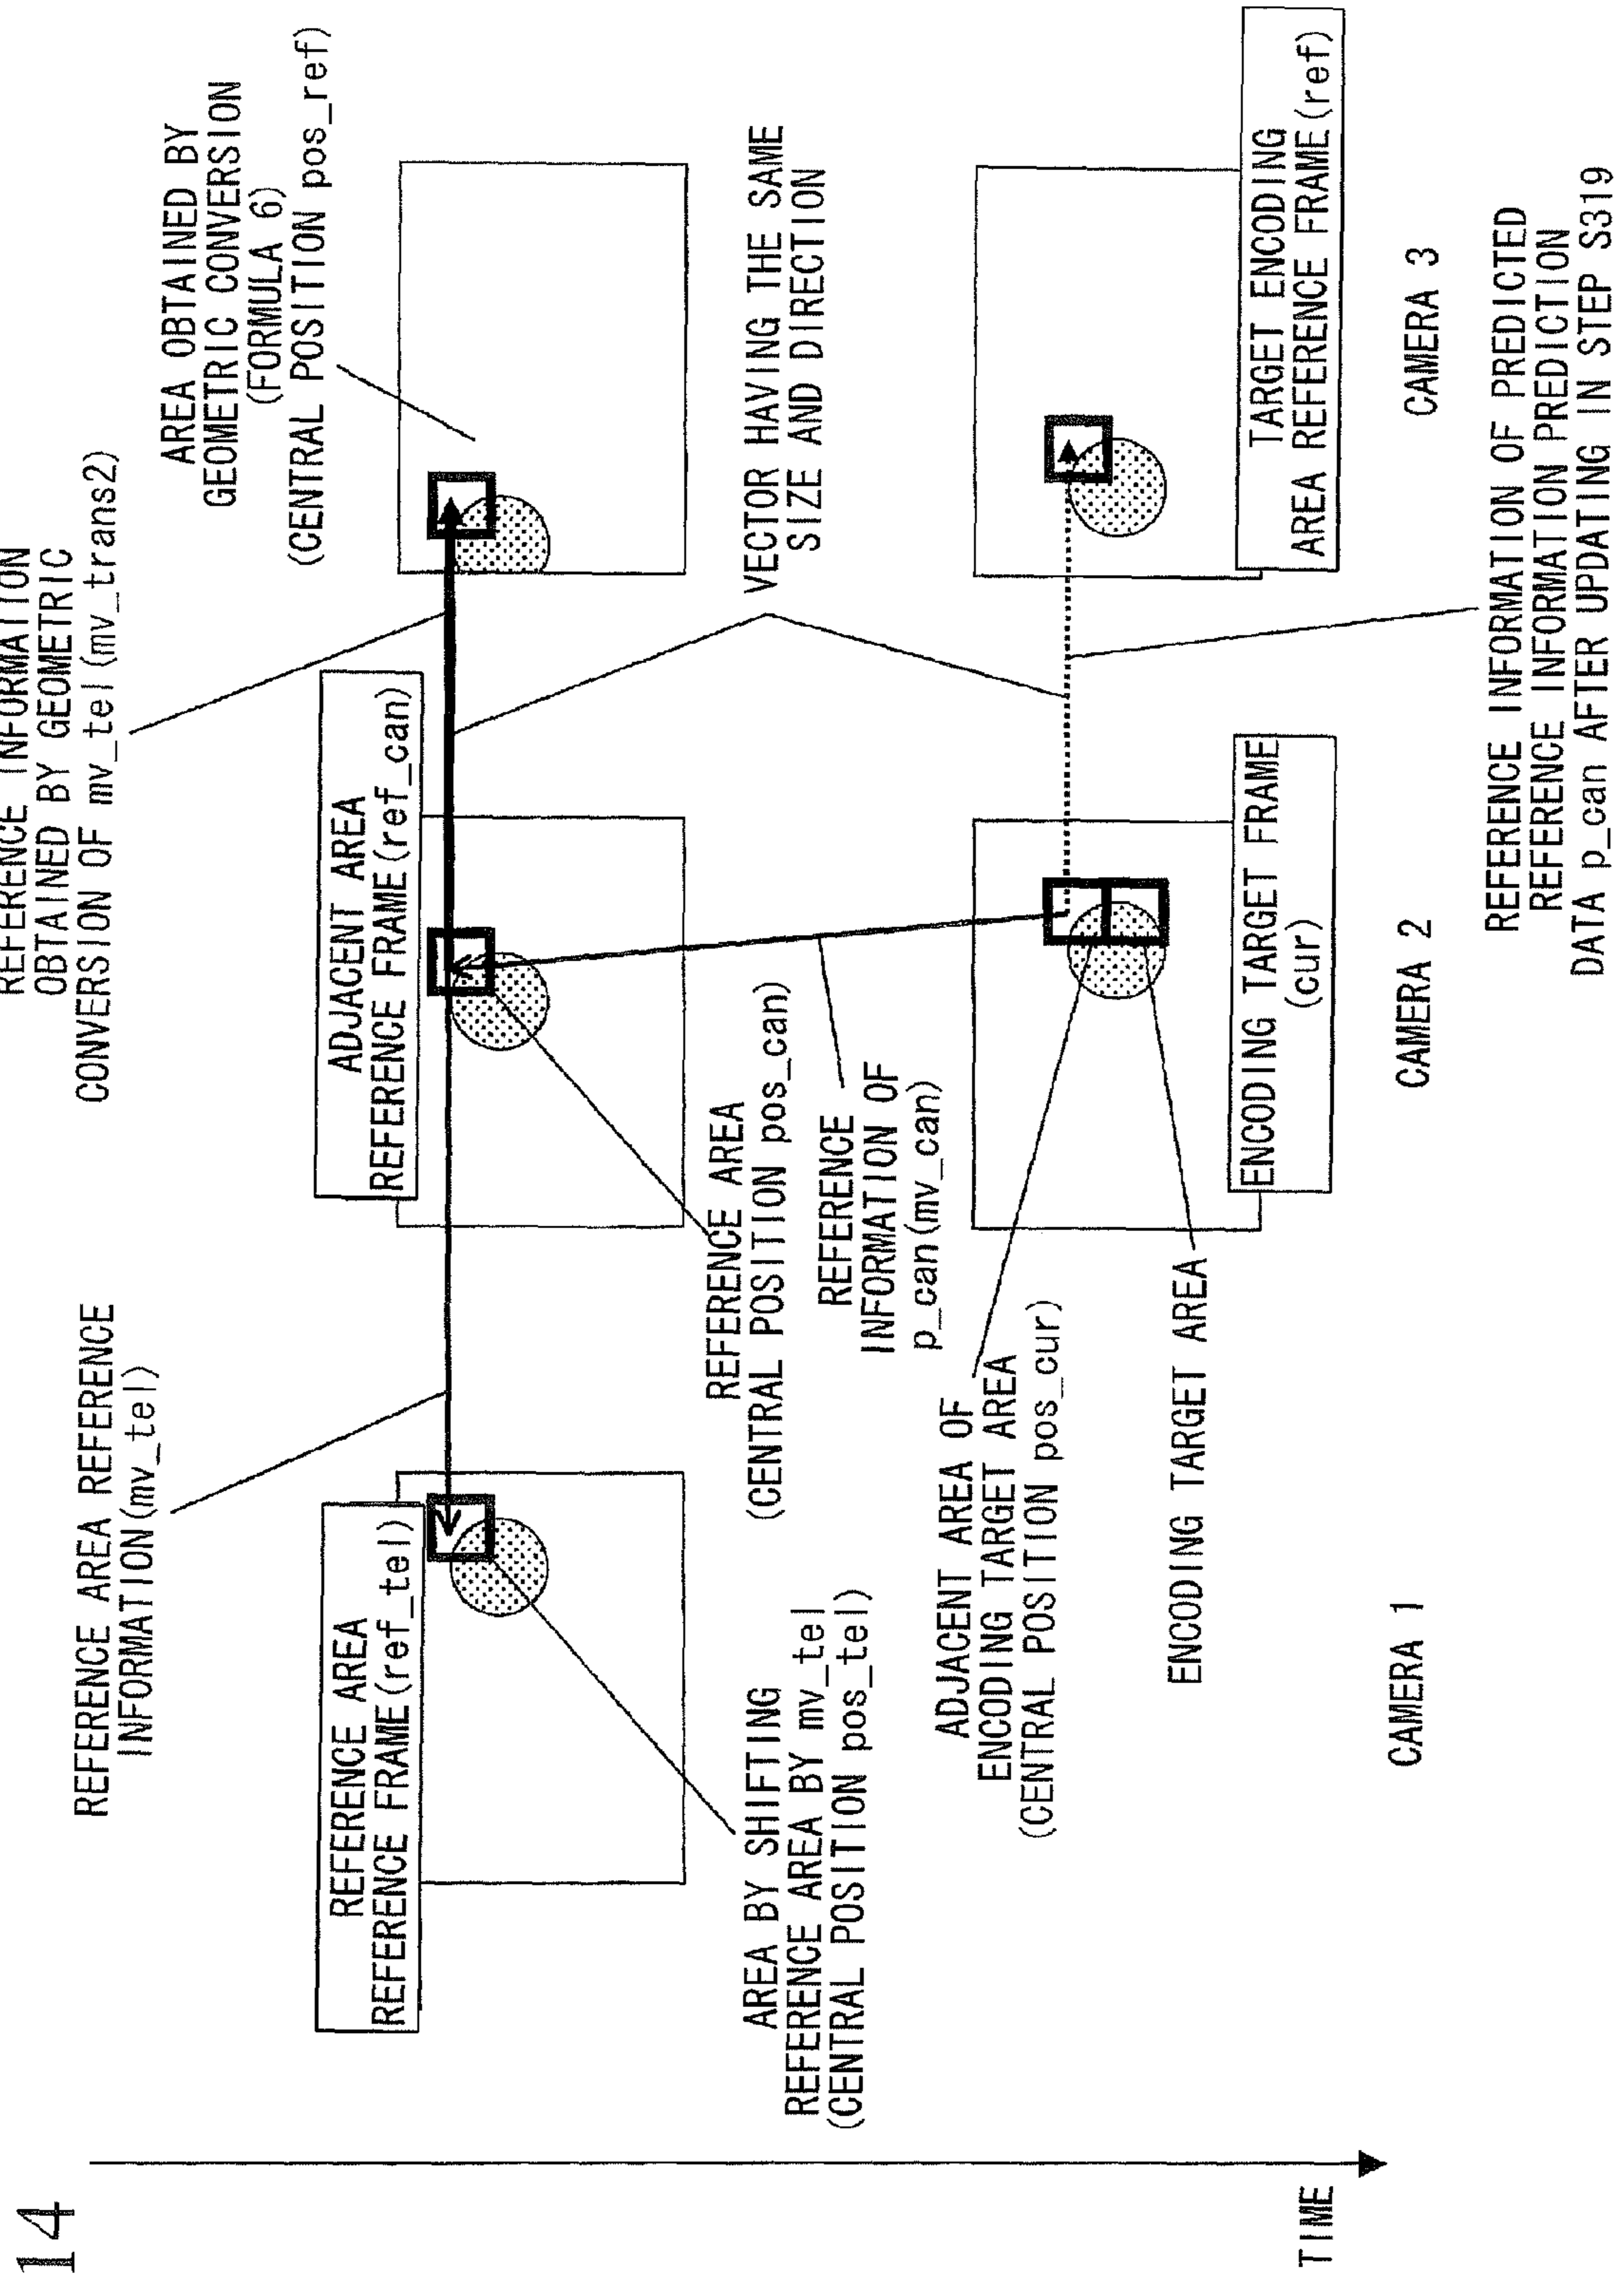 14
REFERENCE AREA REFERENCE
INFORMATION(mv_tel)
REFERENCE INFORMATION
OBTAINED BY GEOMETRIC
CONVERSION OF mv_tel(mv_trans2)
AREA OBTAINED BY
GEOMETRIC CONVERSION
(FORMULA 6)
(CENTRAL POSITION pos_ref)
REFERENCE AREA
REFERENCE FRAME(ref_tel)
ADJACENT AREA
REFERENCE FRAME(ref_can)
AREA BY SHIFTING
REFERENCE AREA BY mv_tel
(CENTRAL POSITION pos_tel)
REFERENCE AREA
(CENTRAL POSITION pos_can)
VECTOR HAVING THE SAME
SIZE AND DIRECTION
REFERENCE
INFORMATION OF
p_can(mv_can)
ADJACENT AREA OF
ENCODING TARGET AREA
(CENTRAL POSITION pos_cur)
ENCODING TARGET AREA
ENCODING TARGET FRAME
(cur)
TARGET ENCODING
AREA REFERENCE FRAME(ref)
TIME
CAMERA 1
CAMERA 2
CAMERA 3
REFERENCE INFORMATION OF PREDICTED
REFERENCE INFORMATION PREDICTION
DATA p_can AFTER UPDATING IN STEP S319